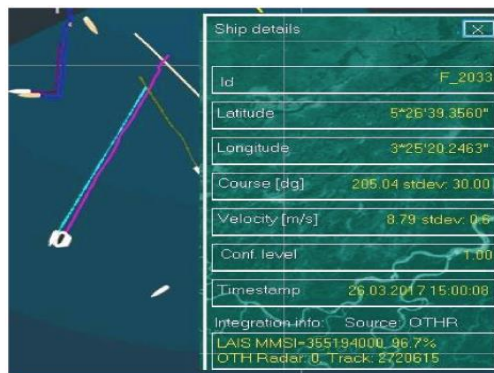 Ship details
Id F_2033
Latitude 5*26'39.3560"
Longitude 3*25'20.2463"
Course [dg] 205.04 stdev: 30.00
Velocity [m/s] 8.79 stdev: 0.6
Conf. level 1.00
Timestamp 26.03.2017 15:00:08
Integration info: Source: OTHR
LAIS MMSI=355194000, 96.7%
OTH Radar: 0, Track: 2720615